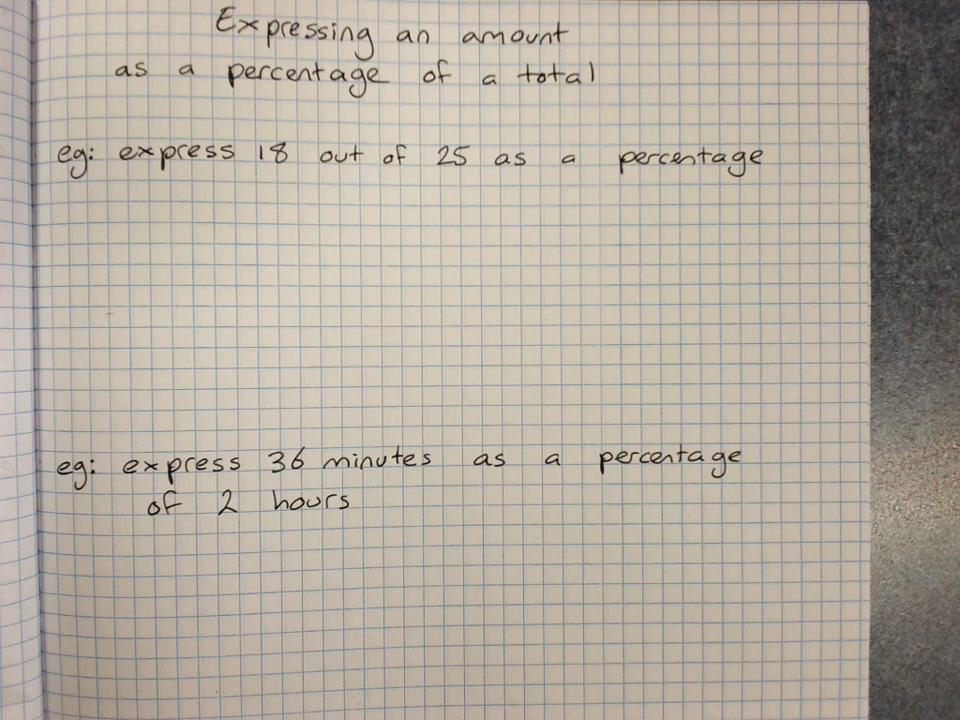 Expressing an amount
as a percentage of a total
eg: express 18 out of 25 as a percentage
eg: express 36 minutes as a percentage
of 2 hours